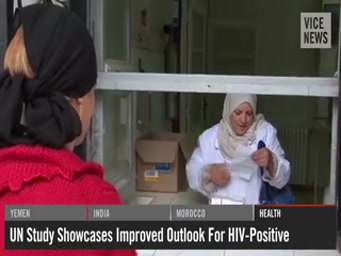 VICE
NEWS
YEMEN INDIA MOROCCO HEALTH
UN Study Showcases Improved Outlook For HIV-Positive